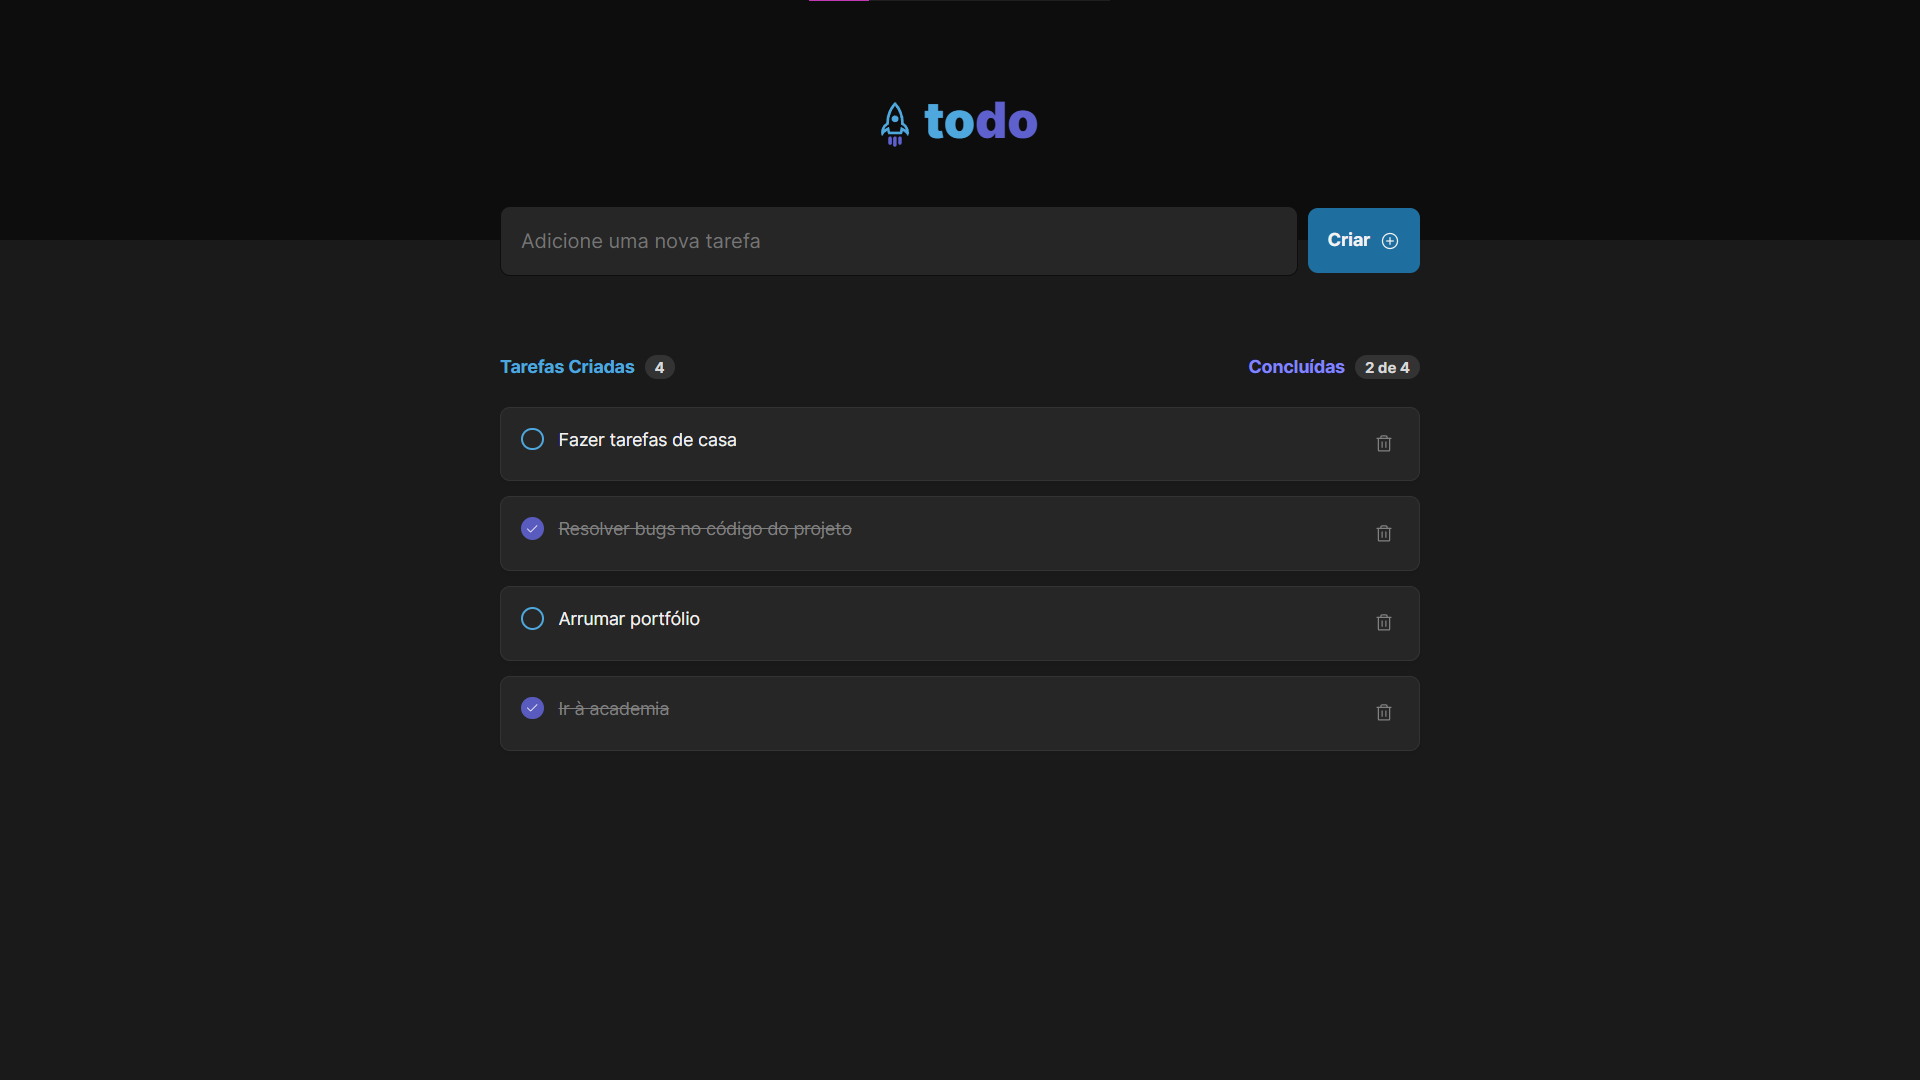 todo
Adicione uma nova tarefa
Criar
Tarefas Criadas 4
Concluídas 2 de 4
Fazer tarefas de casa
Resolver bugs no código do projeto
Arrumar portfólio
Ir à academia